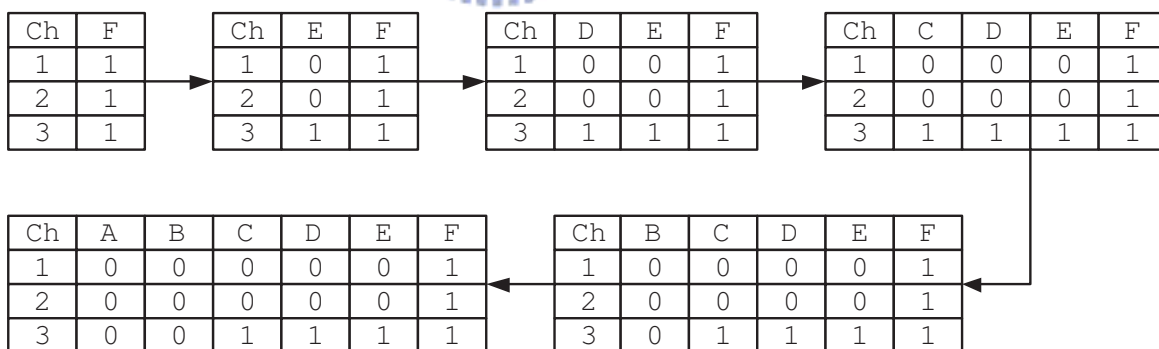 Ch F Ch E F Ch D E F Ch C D E F
1 1 1 0 1 1 0 0 1 1 0 0 0 1
2 1 2 0 1 2 0 0 1 2 0 0 0 1
3 1 3 1 1 3 1 1 1 3 1 1 1 1
Ch A B C D E F Ch B C D E F
1 0 0 0 0 0 1 1 0 0 0 0 1
2 0 0 0 0 0 1 2 0 0 0 0 1
3 0 0 1 1 1 1 3 0 1 1 1 1